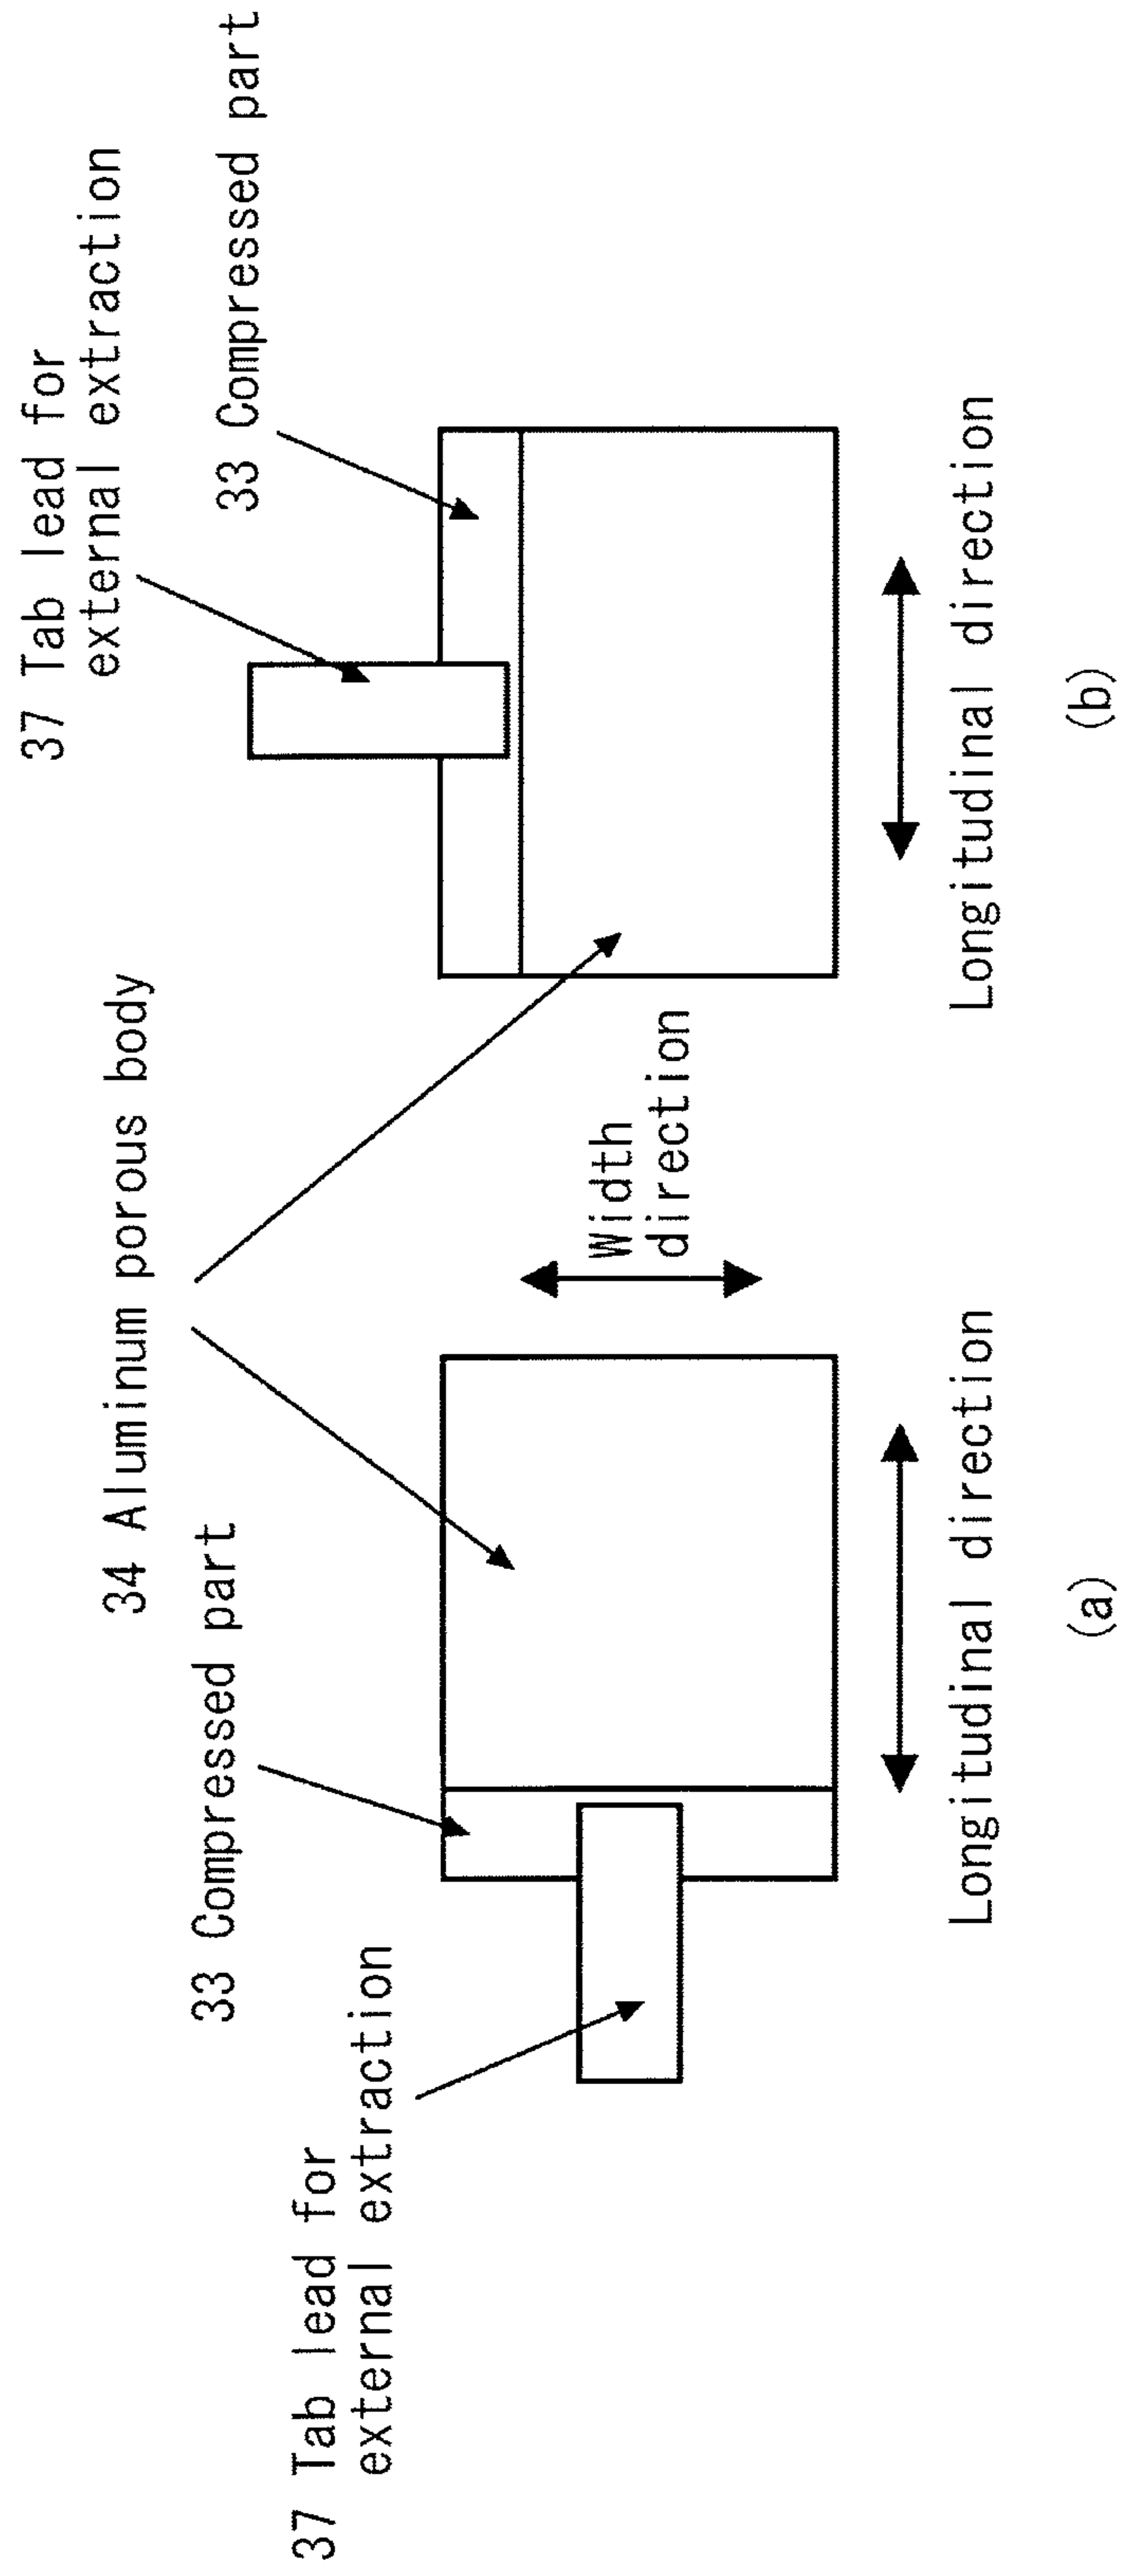 37 Tab lead for
external extraction
33 Compressed part
34 Aluminum porous body
Width
direction
Longitudinal direction
(a)
37 Tab lead for
external extraction
33 Compressed part
Longitudinal direction
(b)